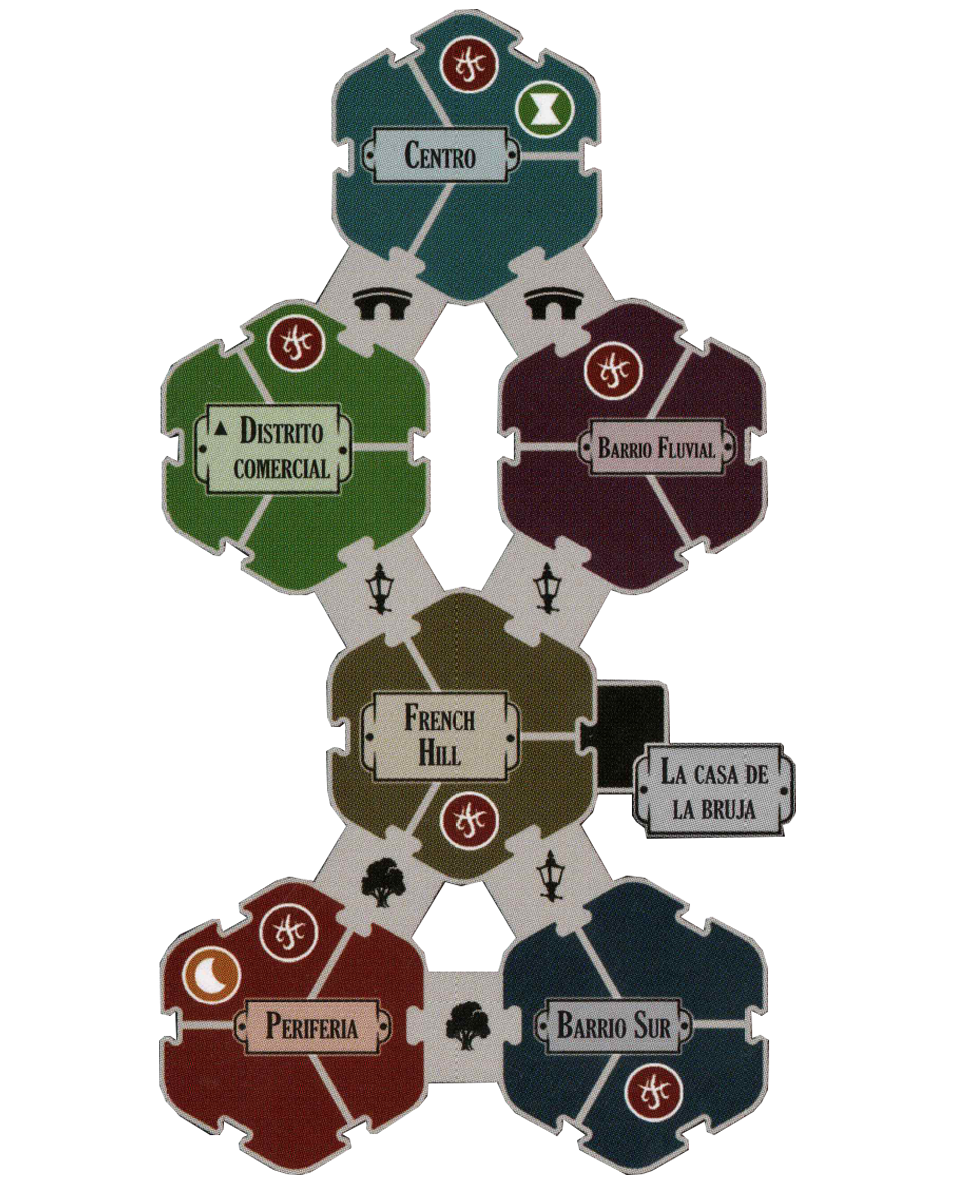 Centro
▲ Distrito
comercial
Barrio Fluvial
French
Hill
La casa de
la bruja
Periferia
Barrio Sur